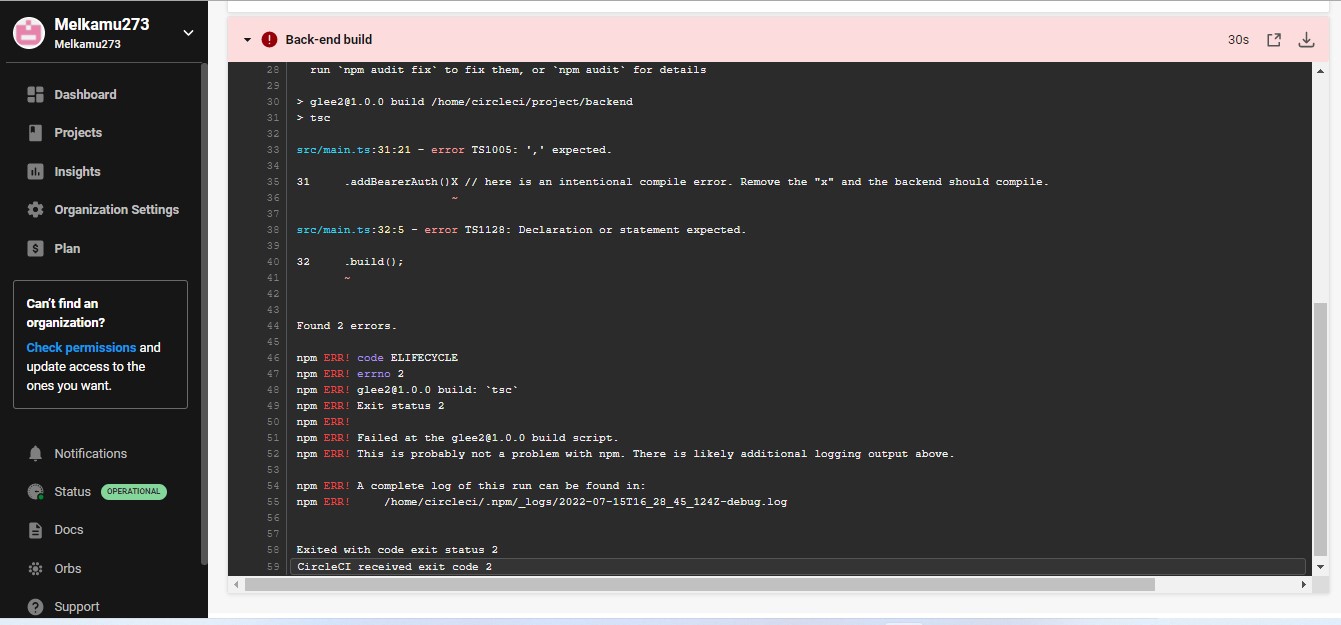 Melkamu273
Melkamu273
Dashboard
Projects
Insights
Organization Settings
Plan
Can't find an
organization?
Check permissions and
update access to the
ones you want.
Notifications
Status OPERATIONAL
Docs
Orbs
Support
Back-end build 30s
28 run `npm audit fix` to fix them, or `npm audit` for details
29
30 > glee2@1.0.0 build /home/circleci/project/backend
31 > tsc
32
33 src/main.ts:31:21 - error TS1005: ',' expected.
34
35 31 .addBearerAuth()X // here is an intentional compile error. Remove the "x" and the backend should compile.
36 ~
37
38 src/main.ts:32:5 - error TS1128: Declaration or statement expected.
39
40 32 .build();
41 ~
42
43
44 Found 2 errors.
45
46 npm ERR! code ELIFECYCLE
47 npm ERR! errno 2
48 npm ERR! glee2@1.0.0 build: `tsc`
49 npm ERR! Exit status 2
50 npm ERR!
51 npm ERR! Failed at the glee2@1.0.0 build script.
52 npm ERR! This is probably not a problem with npm. There is likely additional logging output above.
53
54 npm ERR! A complete log of this run can be found in:
55 npm ERR! /home/circleci/.npm/_logs/2022-07-15T16_28_45_124Z-debug.log
56
57
58 Exited with code exit status 2
59 CircleCI received exit code 2